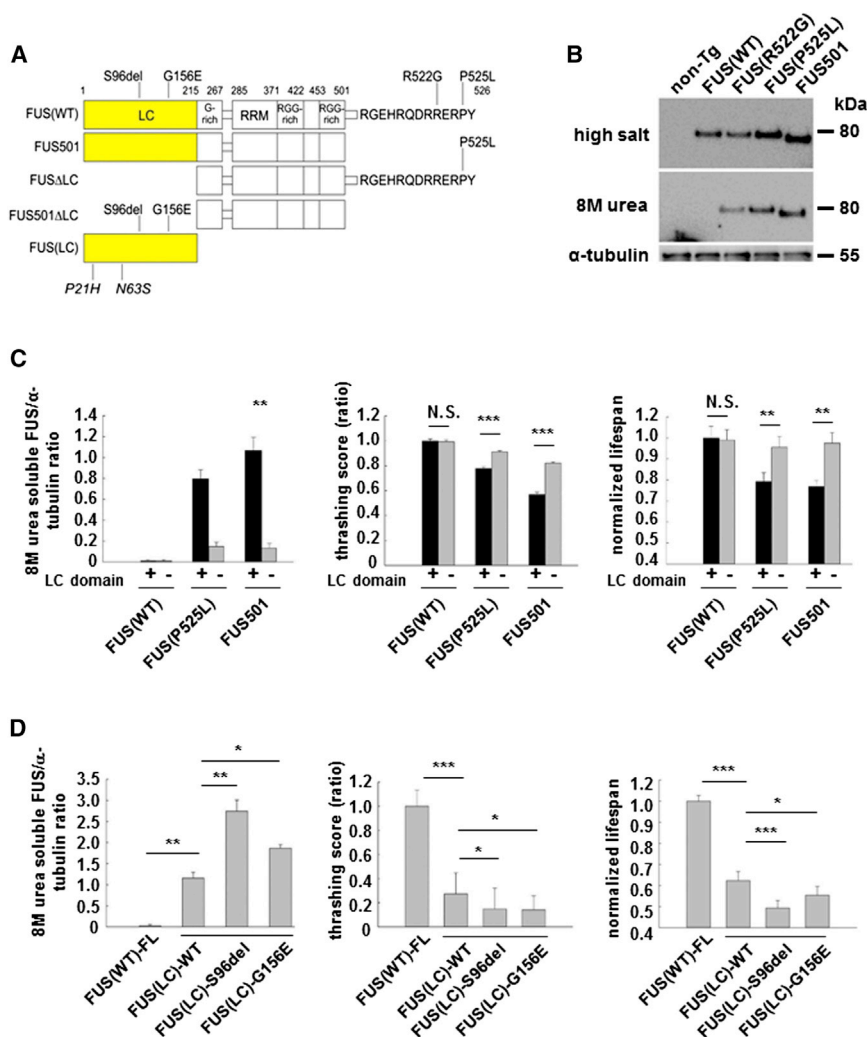 A
S96del G156E R522G P525L
1 215 267 285 371 422 453 501 526
FUS(WT) LC G-rich RRM RGG-rich RGG-rich RGEHRQDRRERPY
P525L
FUS501
FUSΔLC RGEHRQDRRERPY
FUS501ΔLC
S96del G156E
FUS(LC)
P21H N63S
B
non-Tg FUS(WT) FUS(R522G) FUS(P525L) FUS501
kDa
high salt 80
8M urea 80
α-tubulin 55
C
8M urea soluble FUS/α-
tubulin ratio
1.4
1.2
1.0
0.8
0.6
0.4
0.2
0
**
LC domain + - + - + -
FUS(WT) FUS(P525L) FUS501
thrashing score (ratio)
1.2
1.0
0.8
0.6
0.4
0.2
0
N.S. *** ***
LC domain + - + - + -
FUS(WT) FUS(P525L) FUS501
normalized lifespan
1.1
1.0
0.9
0.8
0.7
0.6
0.5
0.4
N.S. ** **
LC domain + - + - + -
FUS(WT) FUS(P525L) FUS501
D
8M urea soluble FUS/α-
tubulin ratio
3.5
3.0
2.5
2.0
1.5
1.0
0.5
0
*
**
**
FUS(WT)-FL FUS(LC)-WT FUS(LC)-S96del FUS(LC)-G156E
thrashing score (ratio)
1.2
1.0
0.8
0.6
0.4
0.2
0
***
*
*
FUS(WT)-FL FUS(LC)-WT FUS(LC)-S96del FUS(LC)-G156E
normalized lifespan
1.1
1.0
0.9
0.8
0.7
0.6
0.5
0.4
***
*
***
FUS(WT)-FL FUS(LC)-WT FUS(LC)-S96del FUS(LC)-G156E